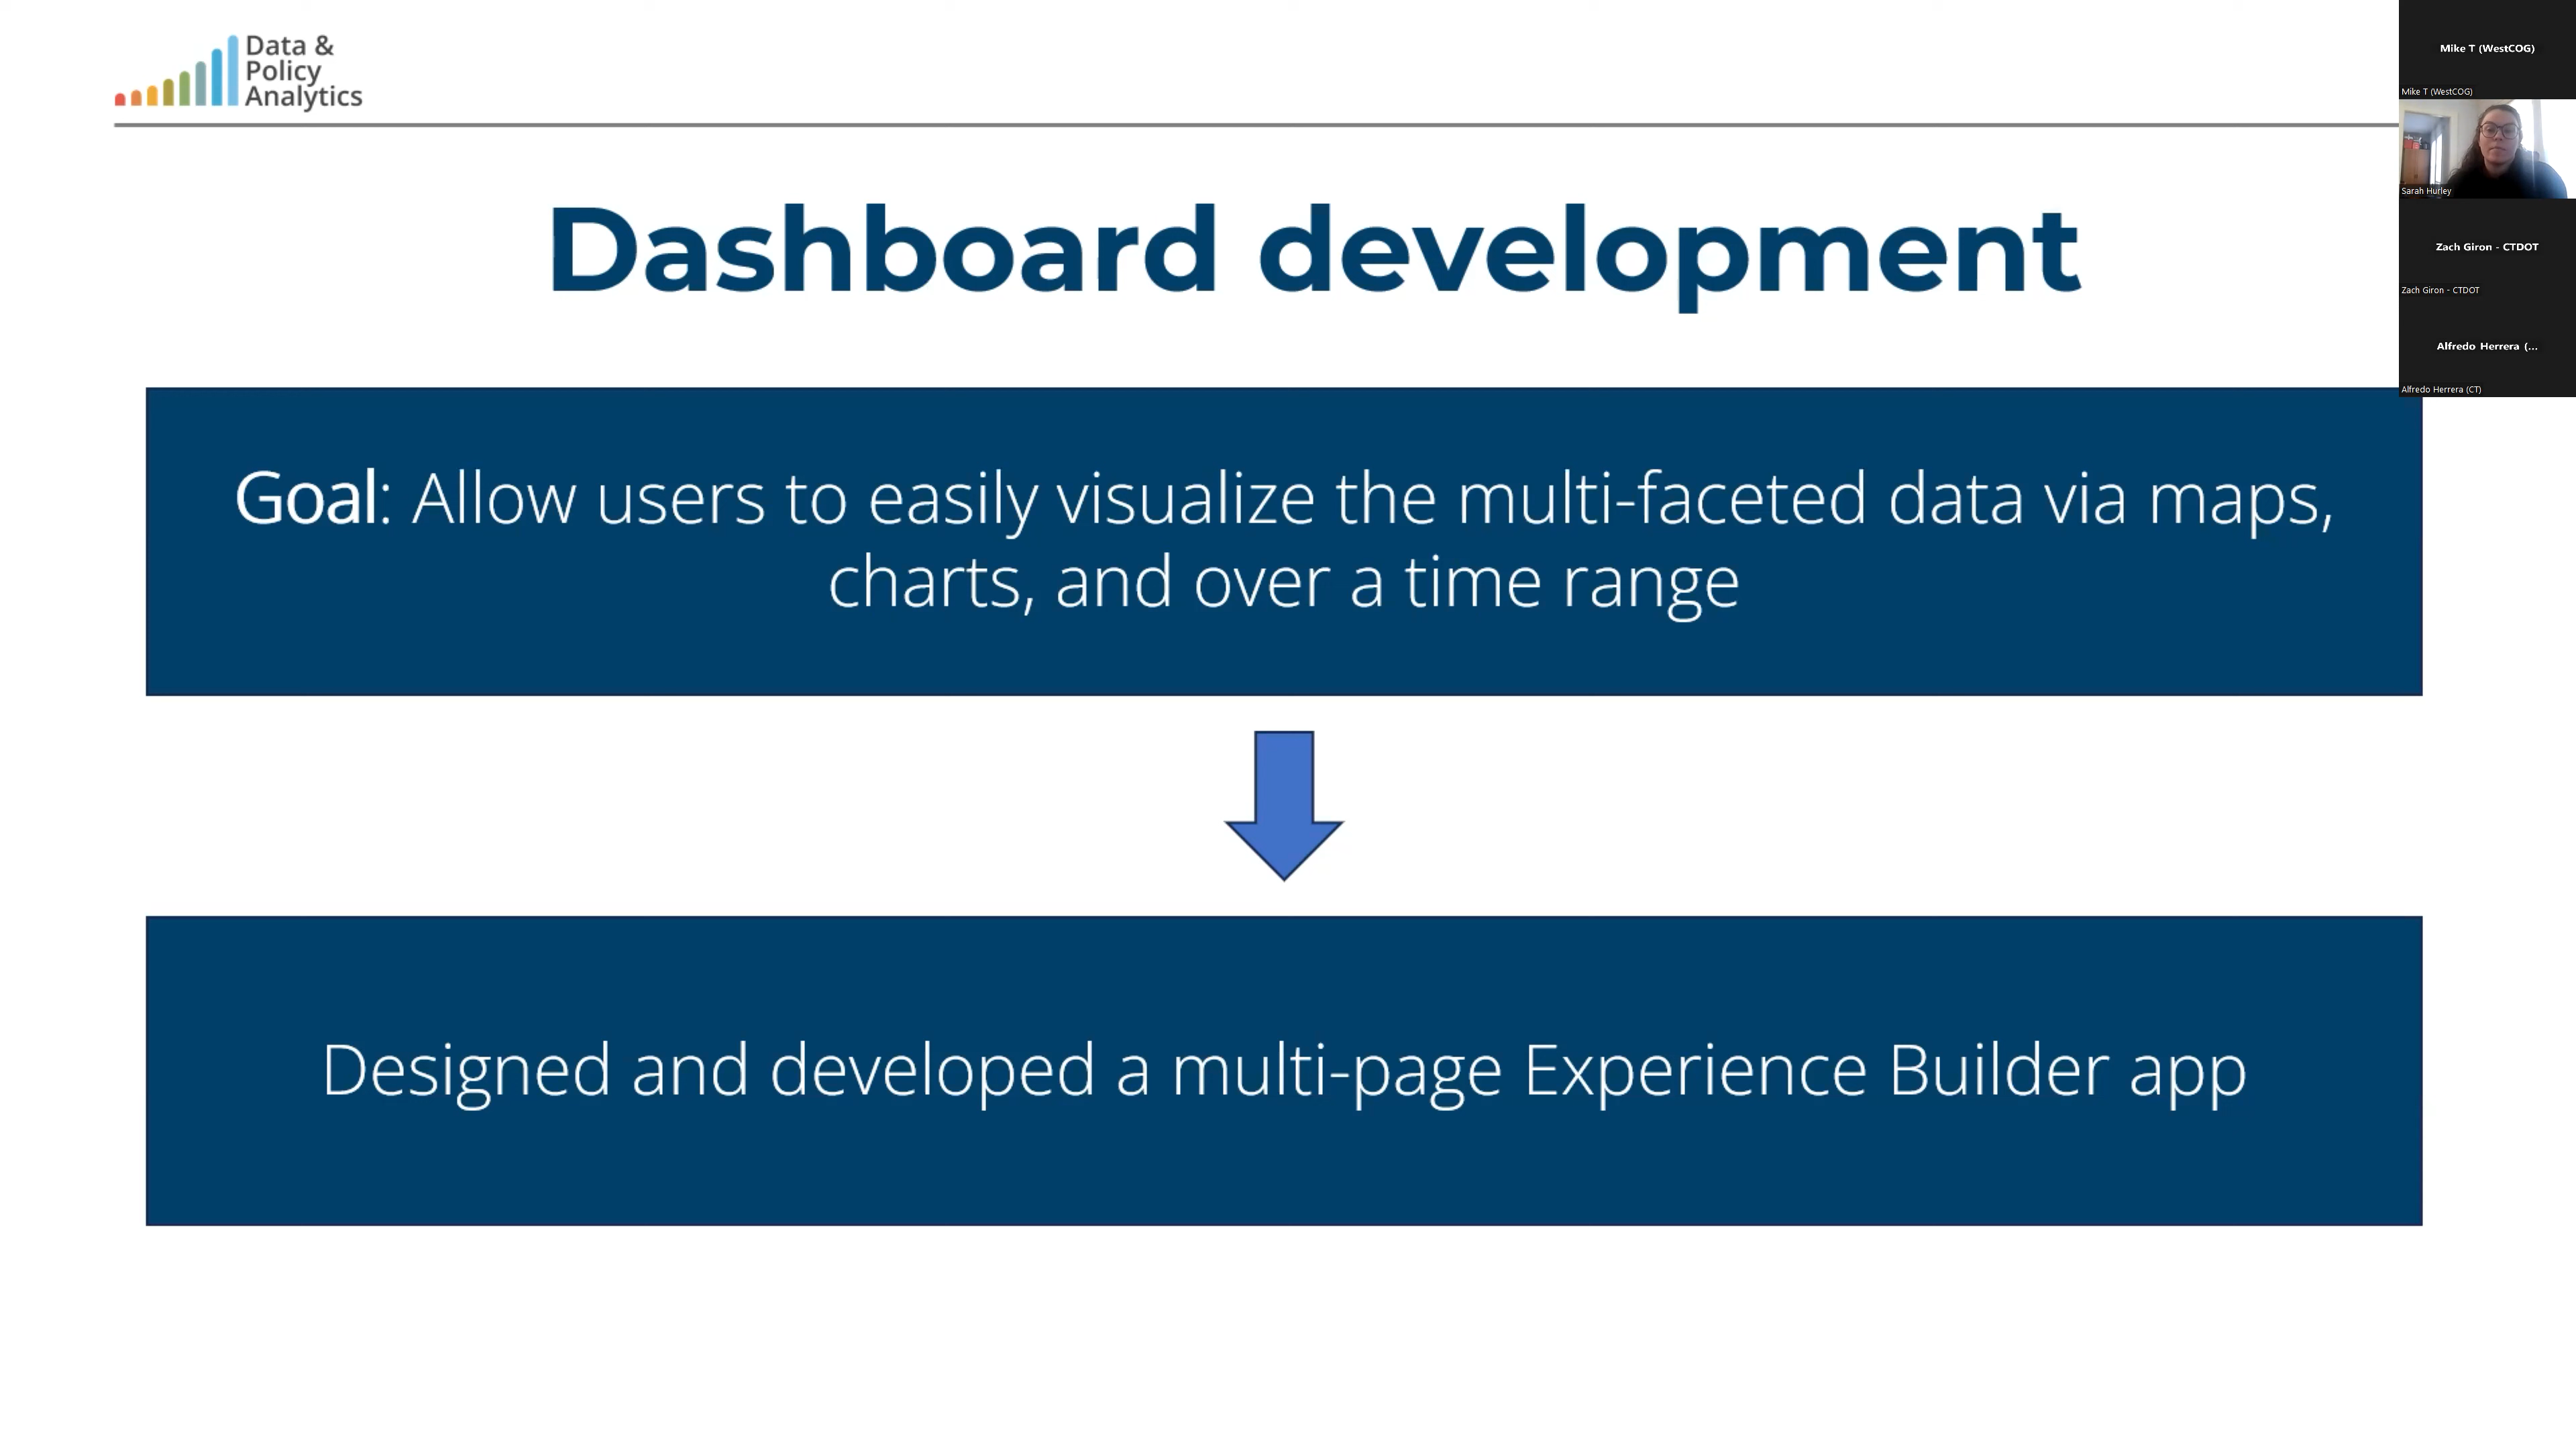 Data &
Policy
Analytics
Dashboard development
Goal: Allow users to easily visualize the multi-faceted data via maps,
charts, and over a time range
Designed and developed a multi-page Experience Builder app
Mike T (WestCOG)
Mike T (WestCOG)
Sarah Hurley
Zach Giron - CTDOT
Zach Giron - CTDOT
Alfredo Herrera (...
Alfredo Herrera (CT)